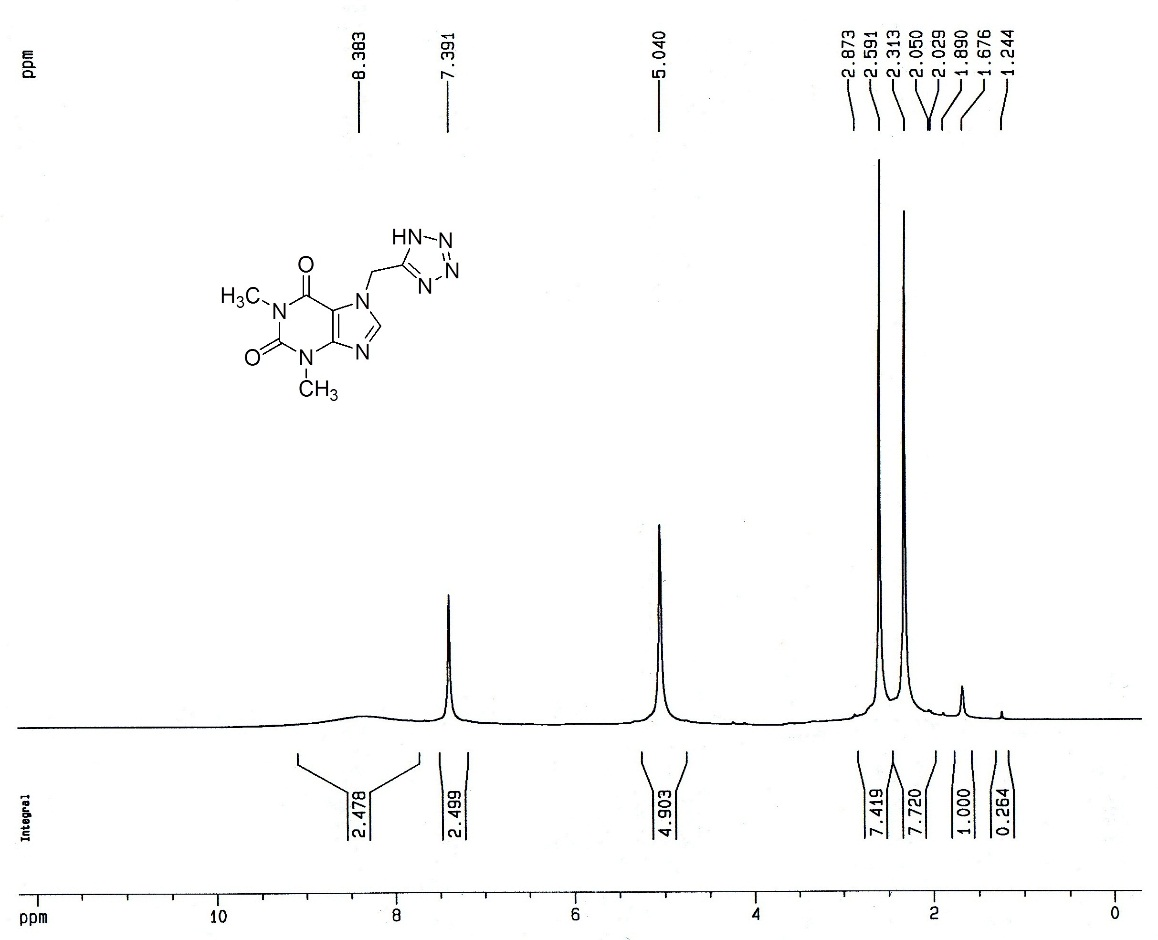 ppm
8.383
7.391
5.040
2.873
2.591
2.313
2.050
2.029
1.890
1.676
1.244
HN N
N
N
O
H3C
N
N
O
N
N
CH3
Integral
2.478
2.499
4.903
7.419
7.720
1.000
0.264
ppm 10 8 6 4 2 0